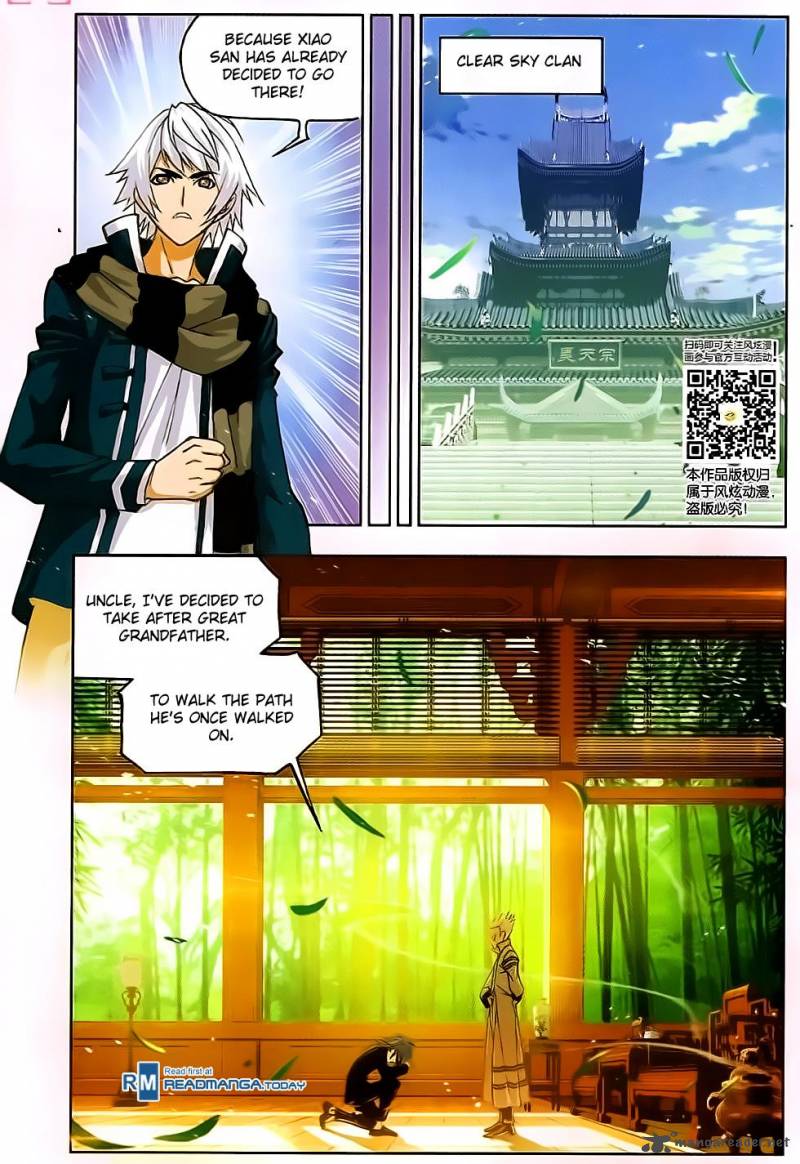 BECAUSE XIAO
SAN HAS ALREADY
DECIDED TO GO
THERE!
CLEAR SKY CLAN
昊天宗
扫码即可关注风炫漫
画参与官方互动活动
本作品版权归
属于风炫动漫,
盗版必究!
UNCLE, I'VE DECIDED TO
TAKE AFTER GREAT
GRANDFATHER.
TO WALK THE PATH
HE'S ONCE WALKED
ON.
RM
Read first at
READMANGA.TODAY
mangareader.net